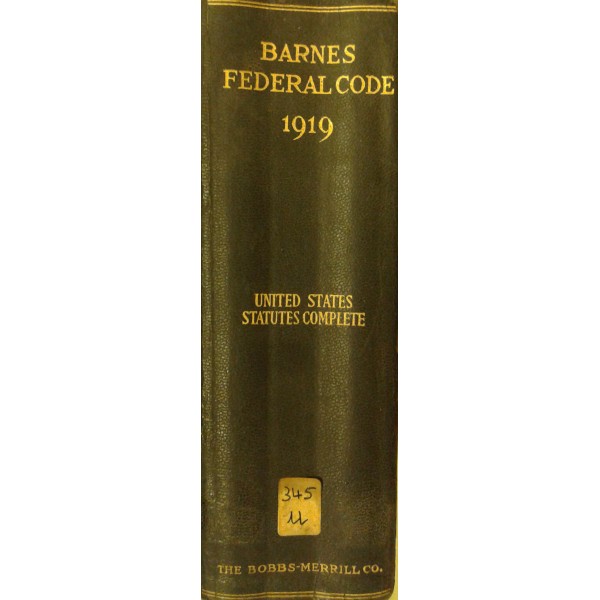 BARNES
FEDERAL CODE
1919
UNITED STATES
STATUTES COMPLETE
345
u
THE BOBBS-MERRILL CO.